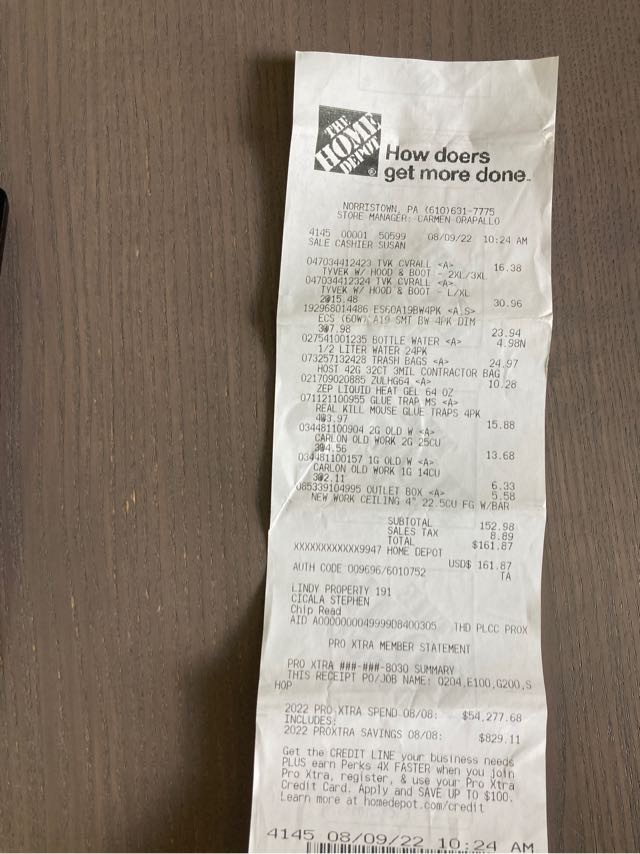 THE
HOME
DEPOT
How doers
get more done.
NORRISTOWN, PA (610)631-7775
STORE MANAGER: CARMEN ORAPALLO
4145 00001 50599 08/09/22 10:24 AM
SALE CASHIER SUSAN
047034412423 TVK CVRALL <A> 16.38
TYVEK W/ HOOD & BOOT - 2XL/3XL
047034412324 TVK CVRALL <A>
TYVEK W/ HOOD & BOOT - L/XL
2@15.48 30.96
192968014486 ES60A19BW4PK <A,S>
ECS (60W) A19 SMT BW 4PK DIM
3@7.98 23.94
027541001235 BOTTLE WATER <A> 4.98N
1/2 LITER WATER 24PK
073257132428 TRASH BAGS <A> 24.97
HOST 42G 32CT 3MIL CONTRACTOR BAG
021709020885 ZULHG64 <A> 10.28
ZEP LIQUID HEAT GEL 64 OZ
071121100955 GLUE TRAP MS <A>
REAL KILL MOUSE GLUE TRAPS 4PK
4@3.97 15.88
034481100904 2G OLD W <A>
CARLON OLD WORK 2G 25CU
3@4.56 13.68
034481100157 1G OLD W <A>
CARLON OLD WORK 1G 14CU
3@2.11 6.33
085339104995 OUTLET BOX <A> 5.58
NEW WORK CEILING 4" 22.5CU FG W/BAR
SUBTOTAL 152.98
SALES TAX 8.89
TOTAL $161.87
XXXXXXXXXXXX9947 HOME DEPOT
USD$ 161.87
AUTH CODE 009696/6010752 TA
LINDY PROPERTY 191
CICALA STEPHEN
Chip Read
AID A0000000049999D8400305 THD PLCC PROX
PRO XTRA MEMBER STATEMENT
PRO XTRA ###-###-8030 SUMMARY
THIS RECEIPT PO/JOB NAME: 0204,E100,G200,S
HOP
2022 PRO XTRA SPEND 08/08: $54,277.68
INCLUDES:
2022 PROXTRA SAVINGS 08/08: $829.11
Get the CREDIT LINE your business needs
PLUS earn Perks 4X FASTER when you join
Pro Xtra, register, & use your Pro Xtra
Credit Card. Apply and SAVE UP TO $100.
Learn more at homedepot.com/credit
4145 08/09/22 10:24 AM